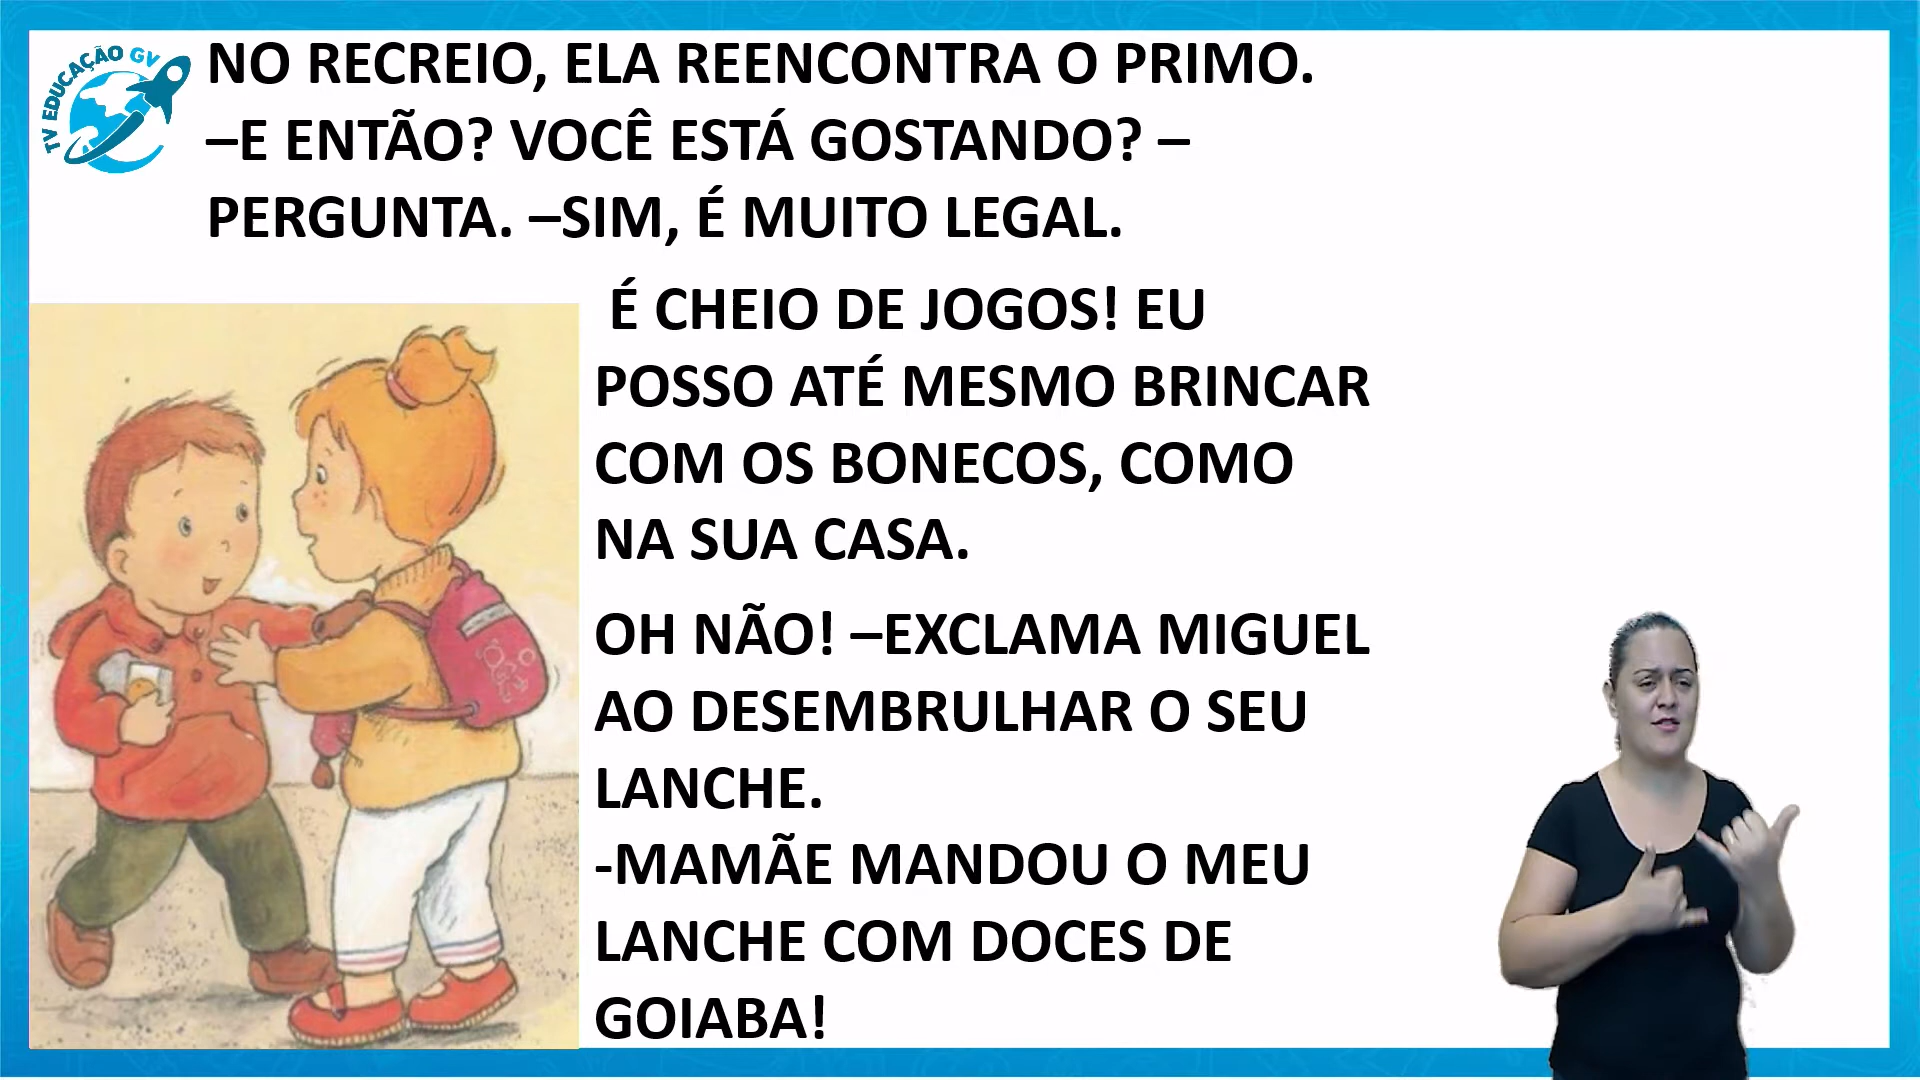 TV EDUCAÇÃO GV
NO RECREIO, ELA REENCONTRA O PRIMO.
–E ENTÃO? VOCÊ ESTÁ GOSTANDO? –
PERGUNTA. –SIM, É MUITO LEGAL.
É CHEIO DE JOGOS! EU
POSSO ATÉ MESMO BRINCAR
COM OS BONECOS, COMO
NA SUA CASA.
OH NÃO! –EXCLAMA MIGUEL
AO DESEMBRULHAR O SEU
LANCHE.
-MAMÃE MANDOU O MEU
LANCHE COM DOCES DE
GOIABA!